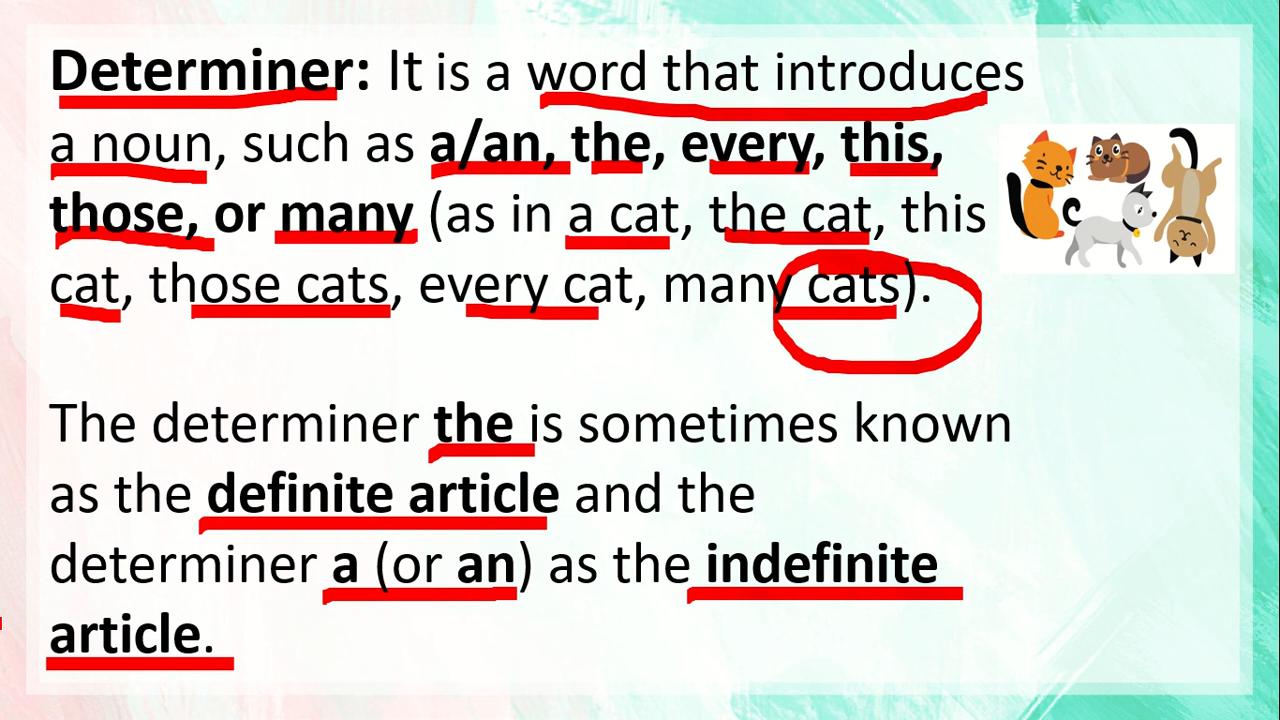 Determiner: It is a word that introduces
a noun, such as a/an, the, every, this,
those, or many (as in a cat, the cat, this
cat, those cats, every cat, many cats).
The determiner the is sometimes known
as the definite article and the
determiner a (or an) as the indefinite
article.